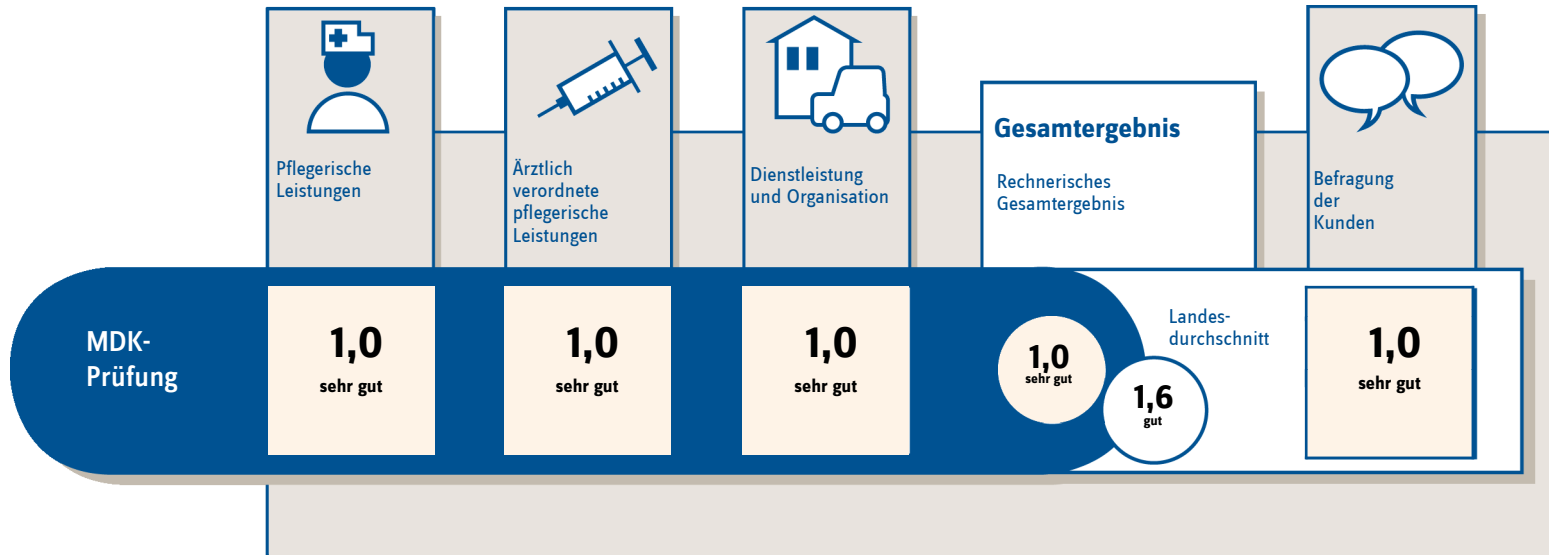 Pflegerische
Leistungen
Ärztlich
verordnete
pflegerische
Leistungen
Dienstleistung
und Organisation
Gesamtergebnis
Rechnerisches
Gesamtergebnis
Befragung
der
Kunden
MDK-
Prüfung
1,0
sehr gut
1,0
sehr gut
1,0
sehr gut
1,0
sehr gut
Landes-
durchschnitt
1,6
gut
1,0
sehr gut